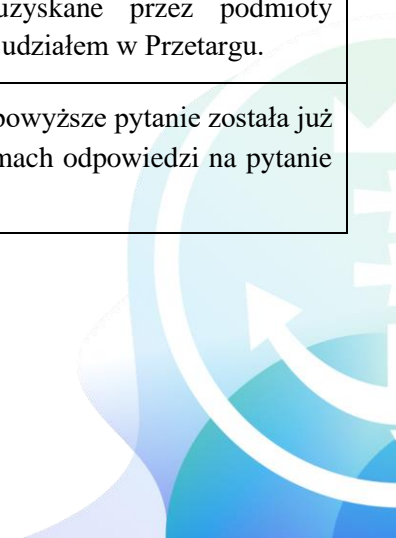 uzyskane przez podmioty
udziałem w Przetargu.
powyższe pytanie została już
mach odpowiedzi na pytanie